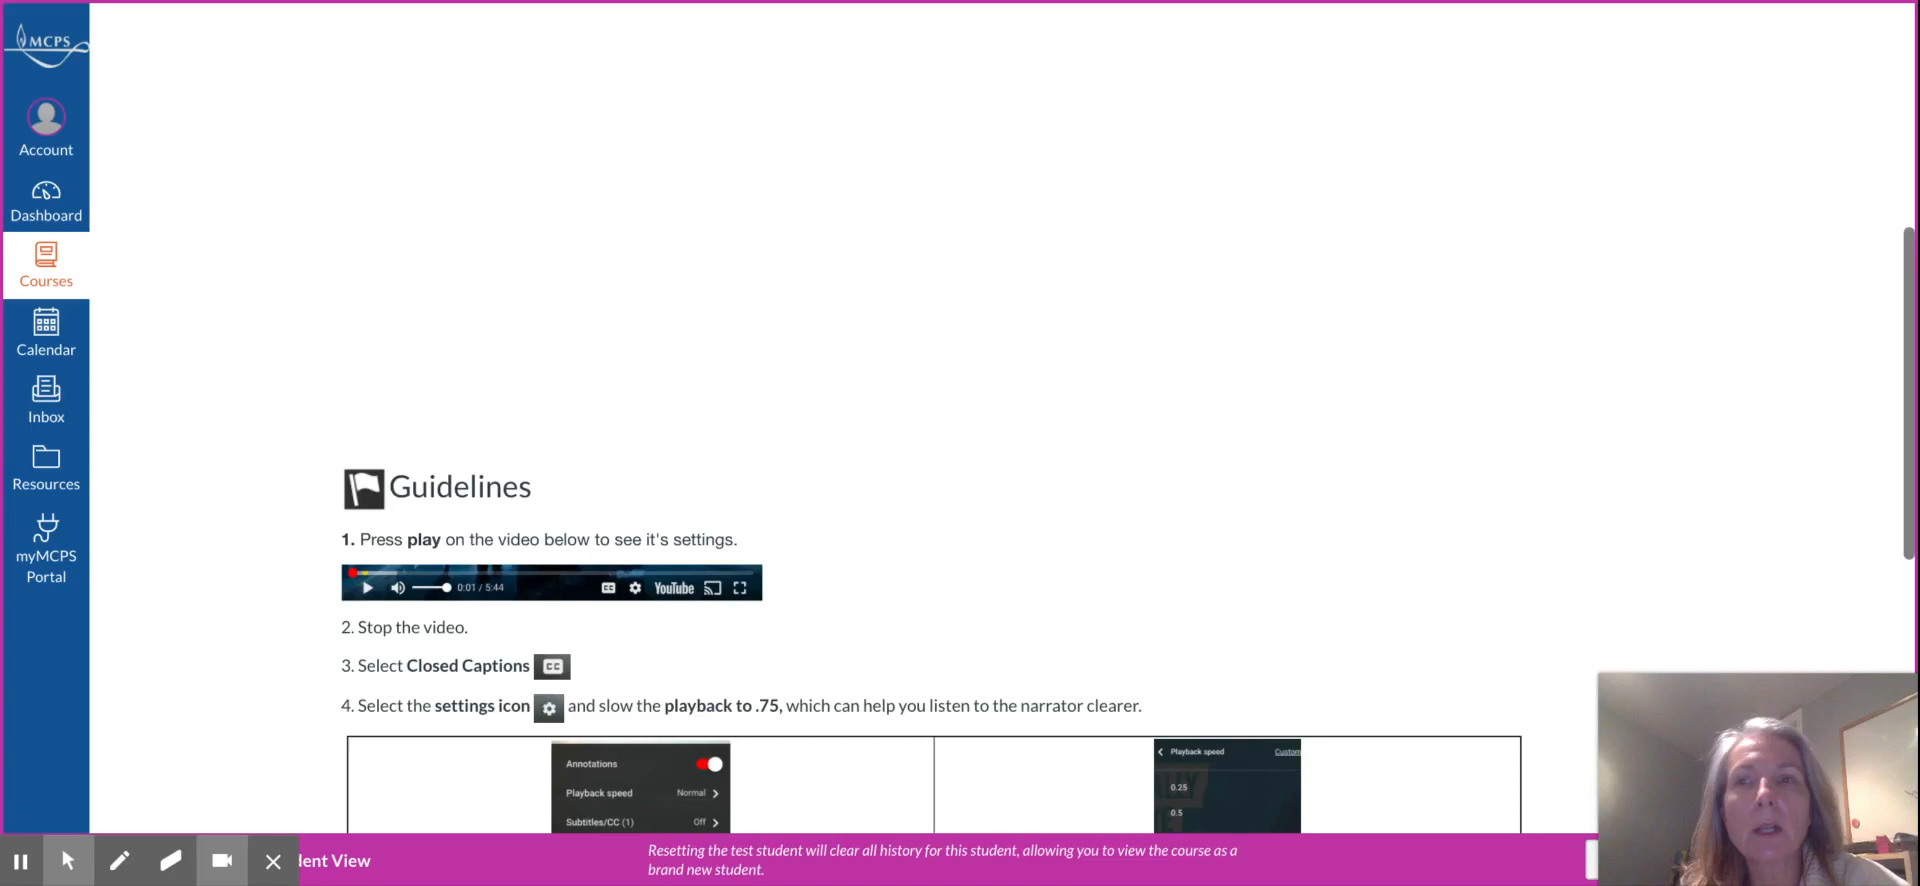 MCPS
Account
Dashboard
Courses
Calendar
Inbox
Resources
myMCPS
Portal
Guidelines
1. Press play on the video below to see it's settings.
0:01 / 5:44 CC YouTube
2. Stop the video.
3. Select Closed Captions CC
4. Select the settings icon and slow the playback to .75, which can help you listen to the narrator clearer.
Annotations
Playback speed Normal
Subtitles/CC (1) Off
Playback speed Custom
0.25
0.5
dent View
Resetting the test student will clear all history for this student, allowing you to view the course as a
brand new student.